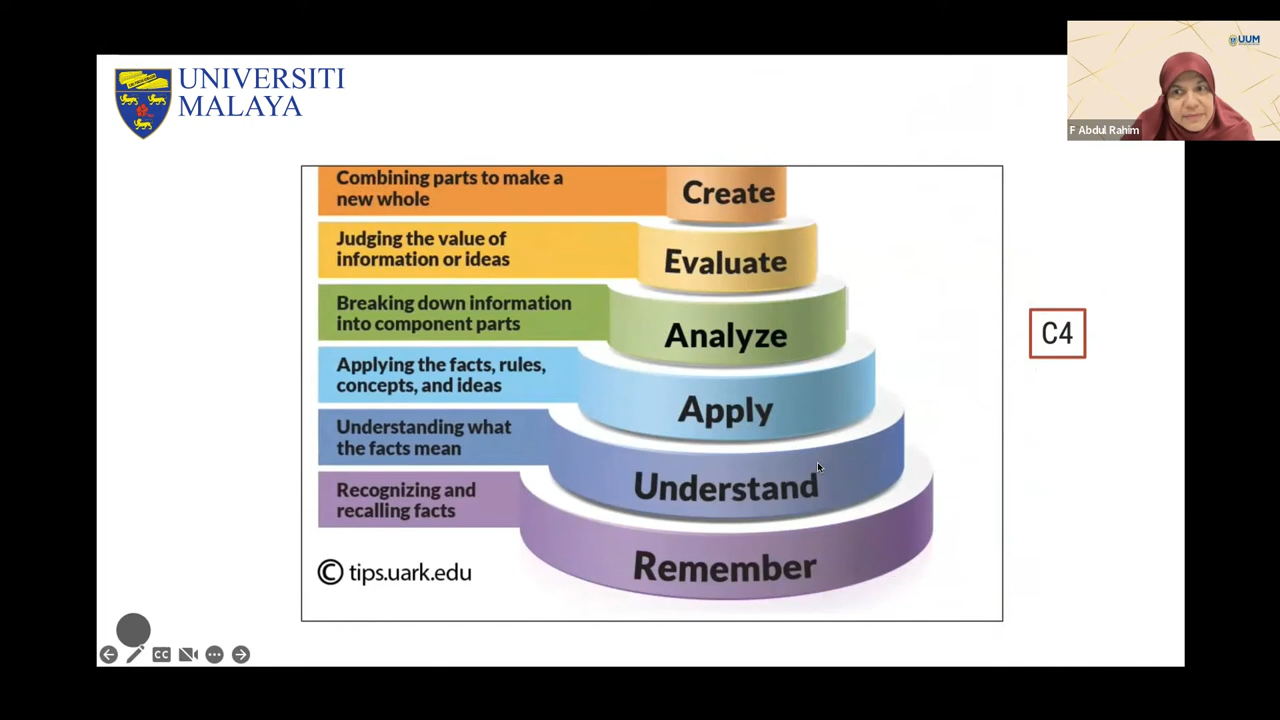 UNIVERSITI
MALAYA
UUM
F Abdul Rahim
Combining parts to make a
new whole
Create
Judging the value of
information or ideas
Evaluate
Breaking down information
into component parts
Analyze
C4
Applying the facts, rules,
concepts, and ideas
Apply
Understanding what
the facts mean
Understand
Recognizing and
recalling facts
Remember
© tips.uark.edu
CC